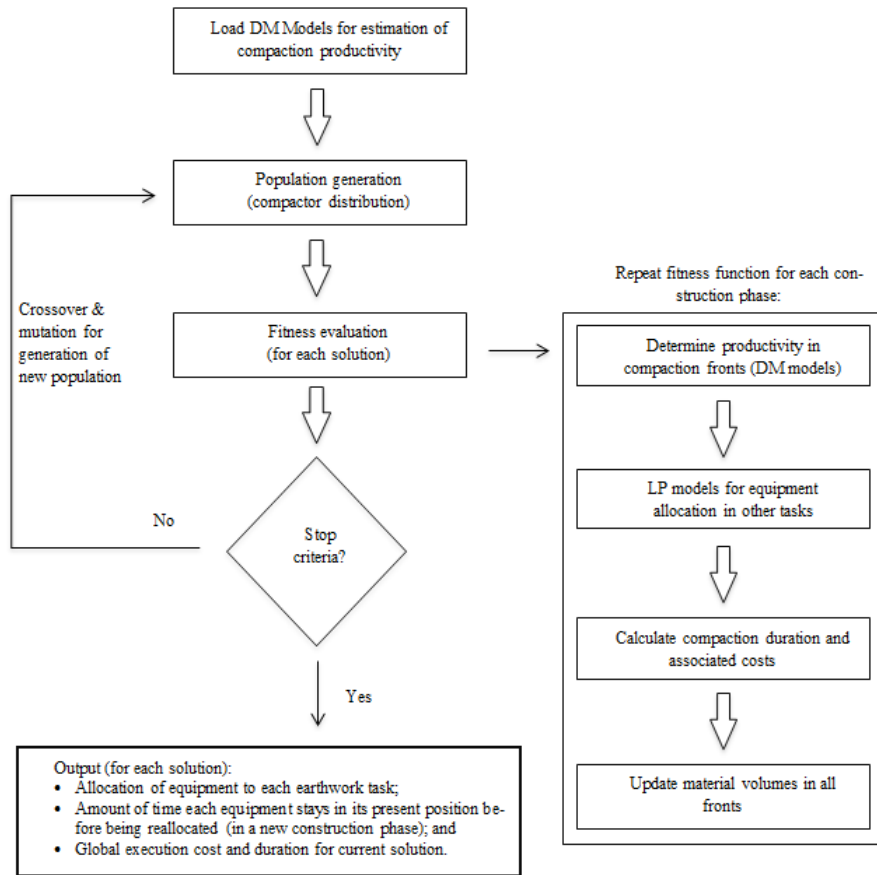 Load DM Models for estimation of
compaction productivity
Population generation
(compactor distribution)
Repeat fitness function for each con-
struction phase:
Crossover &
mutation for
generation of
new population
Fitness evaluation
(for each solution)
Determine productivity in
compaction fronts (DM models)
LP models for equipment
allocation in other tasks
No
Stop
criteria?
Calculate compaction duration and
associated costs
Yes
Update material volumes in all
fronts
Output (for each solution):
• Allocation of equipment to each earthwork task;
• Amount of time each equipment stays in its present position be-
fore being reallocated (in a new construction phase); and
• Global execution cost and duration for current solution.